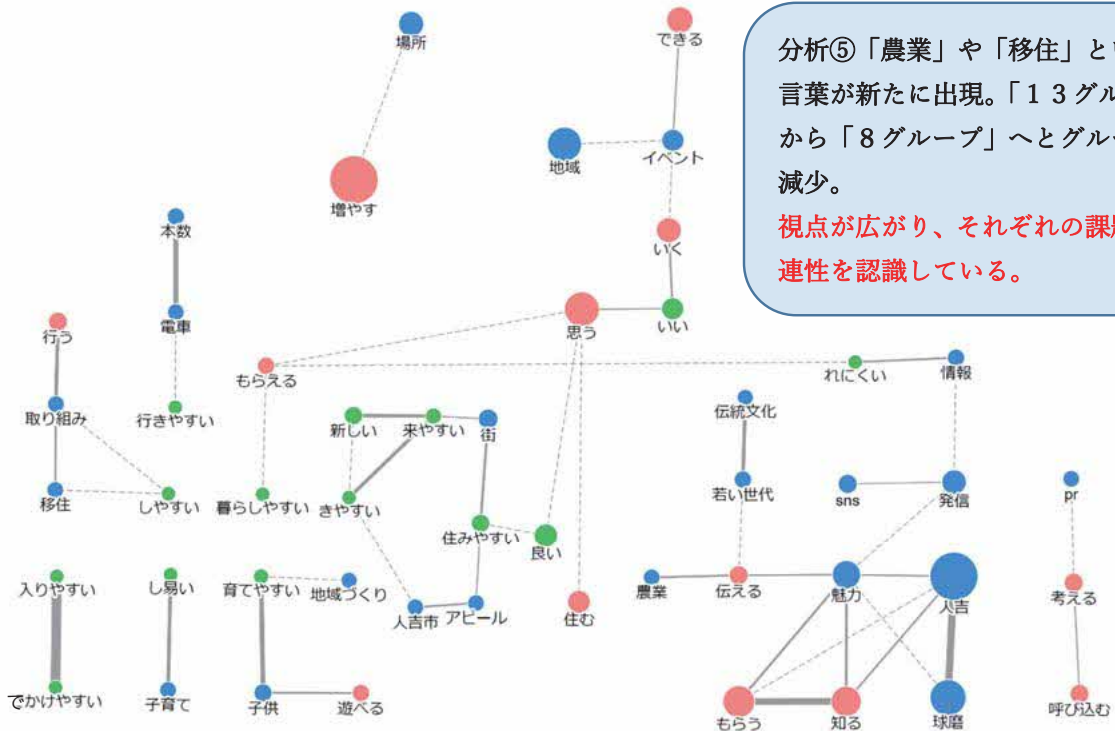 場所
できる
地域
イベント
増やす
いく
本数
電車
思う
いい
行う
もらえる
れにくい
情報
取り組み
行きやすい
新しい
来やすい
街
伝統文化
移住
しやすい
暮らしやすい
きやすい
住みやすい
良い
若い世代
sns
発信
pr
入りやすい
し易い
育てやすい
地域づくり
人吉市
アピール
住む
農業
伝える
魅力
人吉
考える
でかけやすい
子育て
子供
遊べる
もらう
知る
球磨
呼び込む
分析⑤「農業」や「移住」とい
言葉が新たに出現。「13グル
から「8グループ」へとグルー
減少。
視点が広がり、それぞれの課題
連性を認識している。